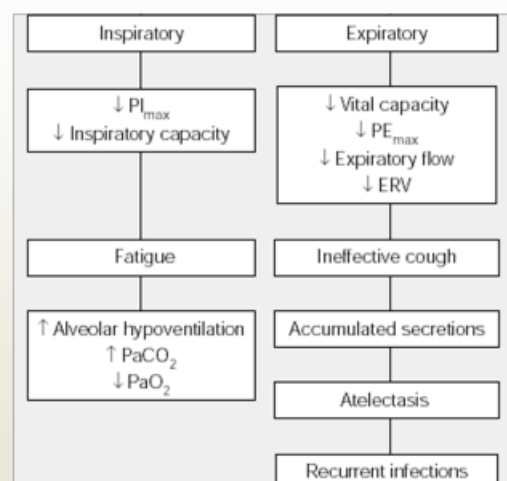 Inspiratory
↓ PImax
↓ Inspiratory capacity
Fatigue
↑ Alveolar hypoventilation
↑ PaCO2
↓ PaO2
Expiratory
↓ Vital capacity
↓ PEmax
↓ Expiratory flow
↓ ERV
Ineffective cough
Accumulated secretions
Atelectasis
Recurrent infections